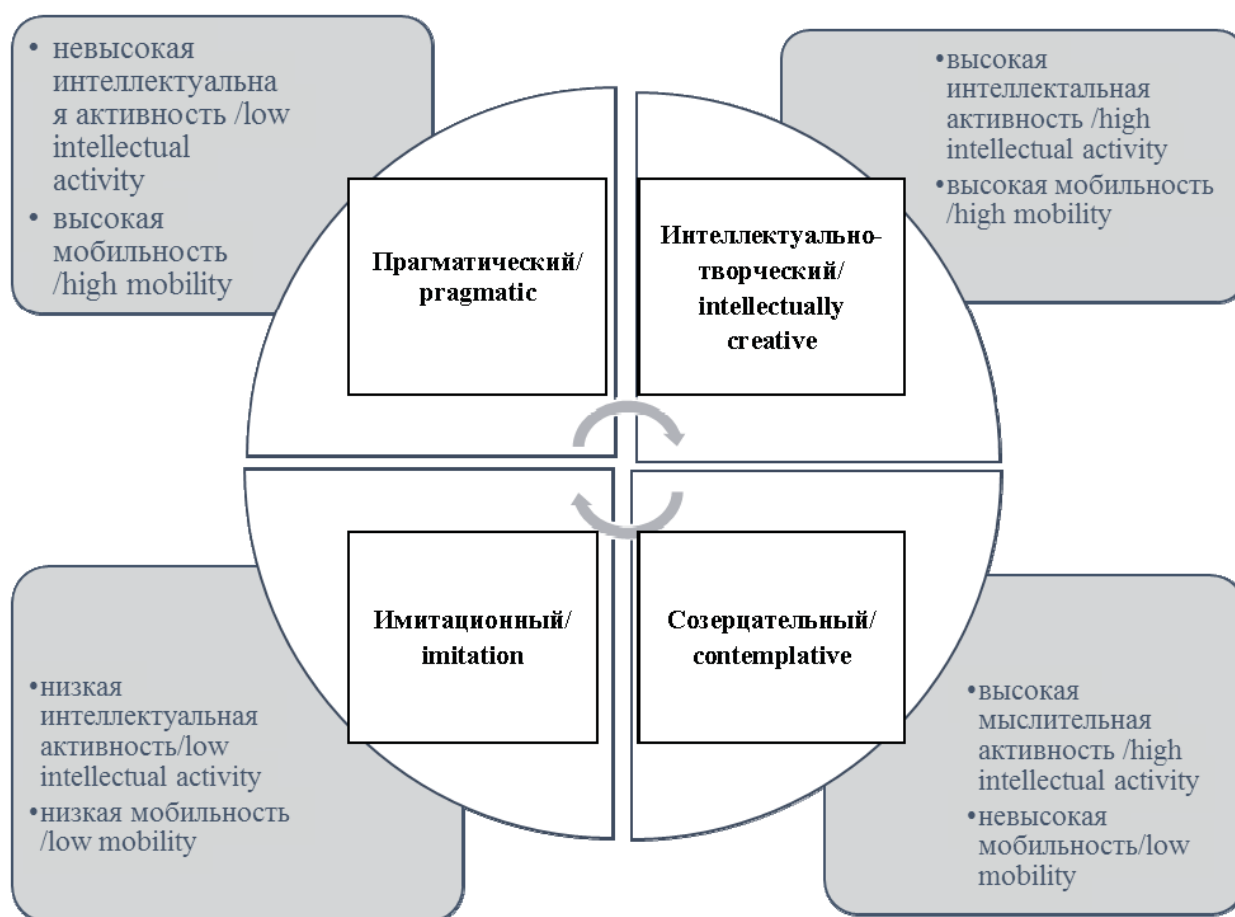 • невысокая
интеллектуальна
я активность /low
intellectual
activity
• высокая
мобильность
/high mobility
•высокая
интеллектальная
активность /high
intellectual activity
•высокая мобильность
/high mobility
Прагматический/
pragmatic
Интеллектуально-
творческий/
intellectually
creative
Имитационный/
imitation
Созерцательный/
contemplative
•низкая
интеллектуальная
активность/low
intellectual activity
•низкая мобильность
/low mobility
•высокая
мыслительная
активность /high
intellectual activity
•невысокая
мобильность/low
mobility